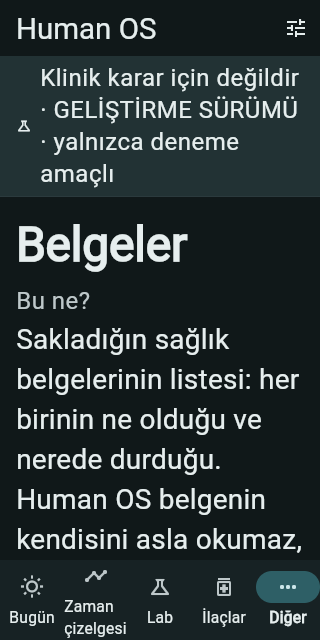 Human OS
Klinik karar için değildir
· GELİŞTİRME SÜRÜMÜ
· yalnızca deneme
amaçlı
Belgeler
Bu ne?
Sakladığın sağlık
belgelerinin listesi: her
birinin ne olduğu ve
nerede durduğu.
Human OS belgenin
kendisini asla okumaz,
Bugün
Zaman
çizelgesi
Lab
İlaçlar
Diğer